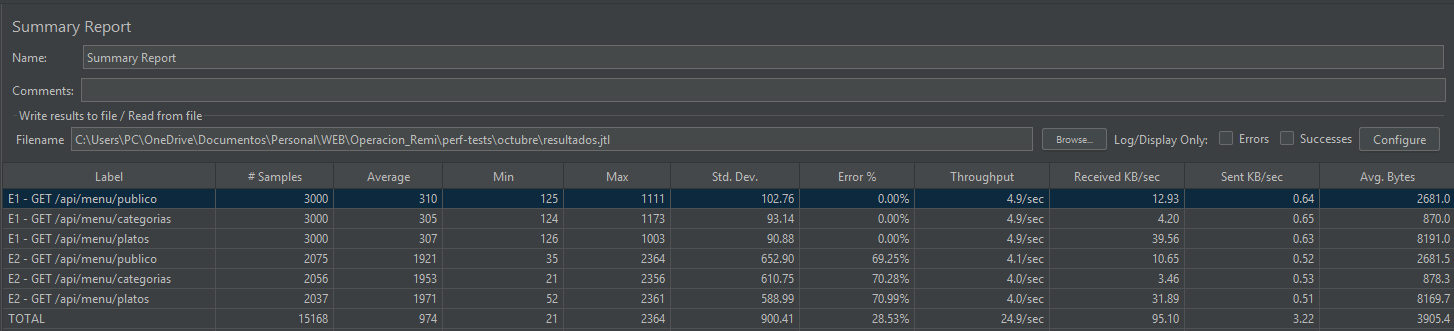 Summary Report
Name: Summary Report
Comments:
Write results to file / Read from file
Filename C:\Users\PC\OneDrive\Documentos\Personal\WEB\Operacion_Remi\perf-tests\octubre\resultados.jtl Browse... Log/Display Only: Errors Successes Configure
Label # Samples Average Min Max Std. Dev. Error % Throughput Received KB/sec Sent KB/sec Avg. Bytes
E1 - GET /api/menu/publico 3000 310 125 1111 102.76 0.00% 4.9/sec 12.93 0.64 2681.0
E1 - GET /api/menu/categorias 3000 305 124 1173 93.14 0.00% 4.9/sec 4.20 0.65 870.0
E1 - GET /api/menu/platos 3000 307 126 1003 90.88 0.00% 4.9/sec 39.56 0.63 8191.0
E2 - GET /api/menu/publico 2075 1921 35 2364 652.90 69.25% 4.1/sec 10.65 0.52 2681.5
E2 - GET /api/menu/categorias 2056 1953 21 2356 610.75 70.28% 4.0/sec 3.46 0.53 878.3
E2 - GET /api/menu/platos 2037 1971 52 2361 588.99 70.99% 4.0/sec 31.89 0.51 8169.7
TOTAL 15168 974 21 2364 900.41 28.53% 24.9/sec 95.10 3.22 3905.4